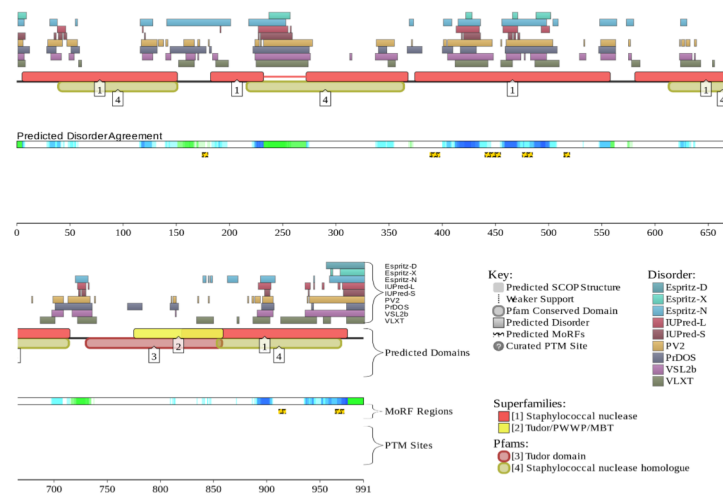 1
4
1
4
1
1
4
Predicted Disorder Agreement
0
50
100
150
200
250
300
350
400
450
500
550
600
650
Espritz-D
Espritz-X
Espritz-N
IUPred-L
IUPred-S
PV2
PrDOS
VSL2b
VLXT
3
2
1
4
Predicted Domains
MoRF Regions
PTM Sites
700
750
800
850
900
950
991
Key:
Predicted SCOP Structure
Weaker Support
Pfam Conserved Domain
Predicted Disorder
Predicted MoRFs
? Curated PTM Site
Disorder:
Espritz-D
Espritz-X
Espritz-N
IUPred-L
IUPred-S
PV2
PrDOS
VSL2b
VLXT
Superfamilies:
[1] Staphylococcal nuclease
[2] Tudor/PWWP/MBT
Pfams:
[3] Tudor domain
[4] Staphylococcal nuclease homologue